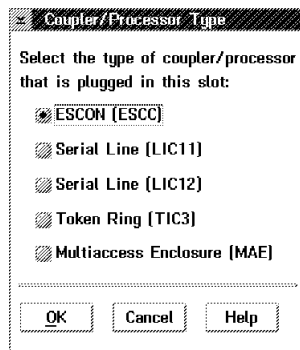 Coupler/Processor Type
Select the type of coupler/processor
that is plugged in this slot:
ESCON (ESCC)
Serial Line (LIC11)
Serial Line (LIC12)
Token Ring (TIC3)
Multiaccess Enclosure (MAE)
OK Cancel Help